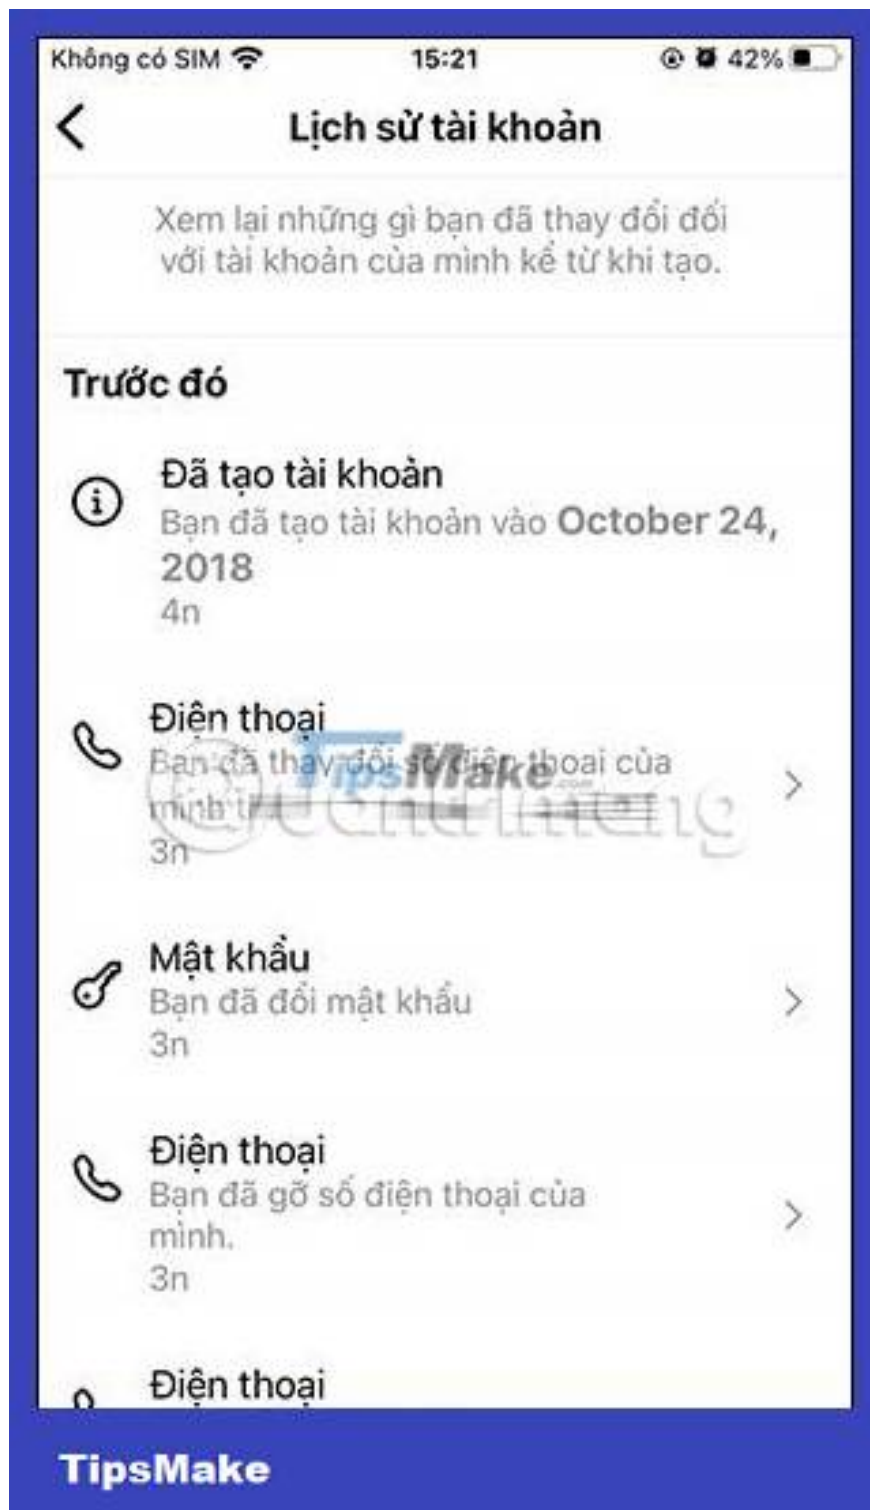 Không có SIM 15:21 42%
Lịch sử tài khoản
Xem lại những gì bạn đã thay đổi đối
với tài khoản của mình kể từ khi tạo.
Trước đó
Đã tạo tài khoản
Bạn đã tạo tài khoản vào October 24,
2018
4n
Điện thoại
Bạn đã thay đổi số điện thoại của
mình
TipsMake.com
3n
Mật khẩu
Bạn đã đổi mật khẩu
3n
Điện thoại
Bạn đã gỡ số điện thoại của
mình.
3n
Điện thoại
TipsMake